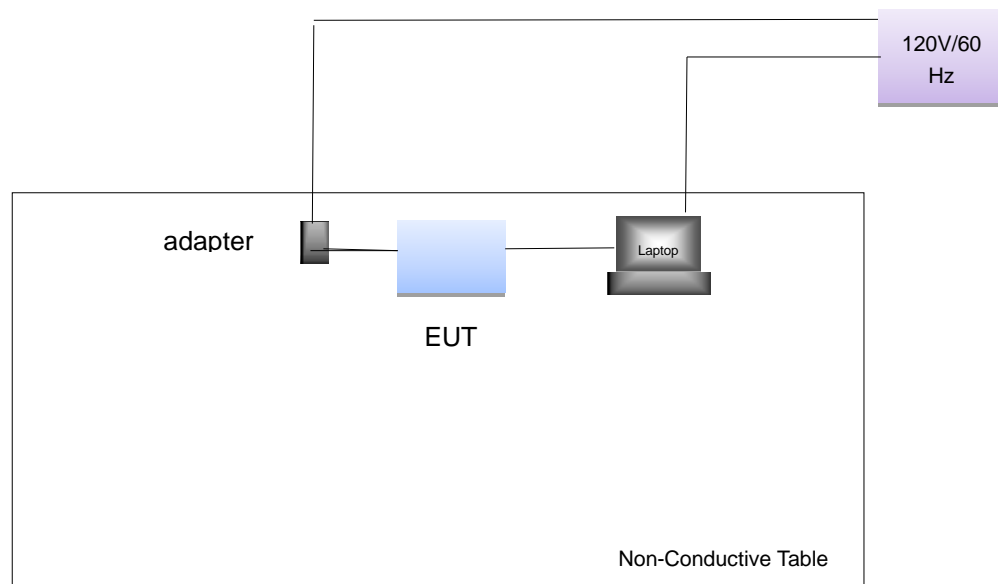 120V/60
Hz
adapter
Laptop
EUT
Non-Conductive Table